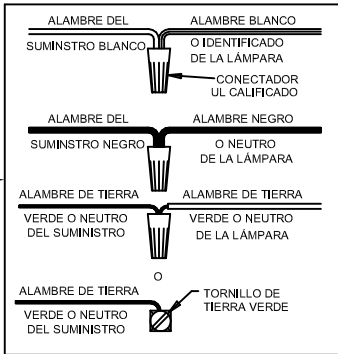 ALAMBRE DEL ALAMBRE BLANCO
SUMINSTRO BLANCO O IDENTIFICADO
DE LA LÁMPARA
CONECTADOR
UL CALIFICADO
ALAMBRE DEL ALAMBRE NEGRO
SUMINSTRO NEGRO O NEUTRO
DE LA LÁMPARA
ALAMBRE DE TIERRA ALAMBRE DE TIERRA
VERDE O NEUTRO VERDE O NEUTRO
DEL SUMINISTRO DE LA LÁMPARA
O
ALAMBRE DE TIERRA TORNILLO DE
VERDE O NEUTRO TIERRA VERDE
DEL SUMINISTRO